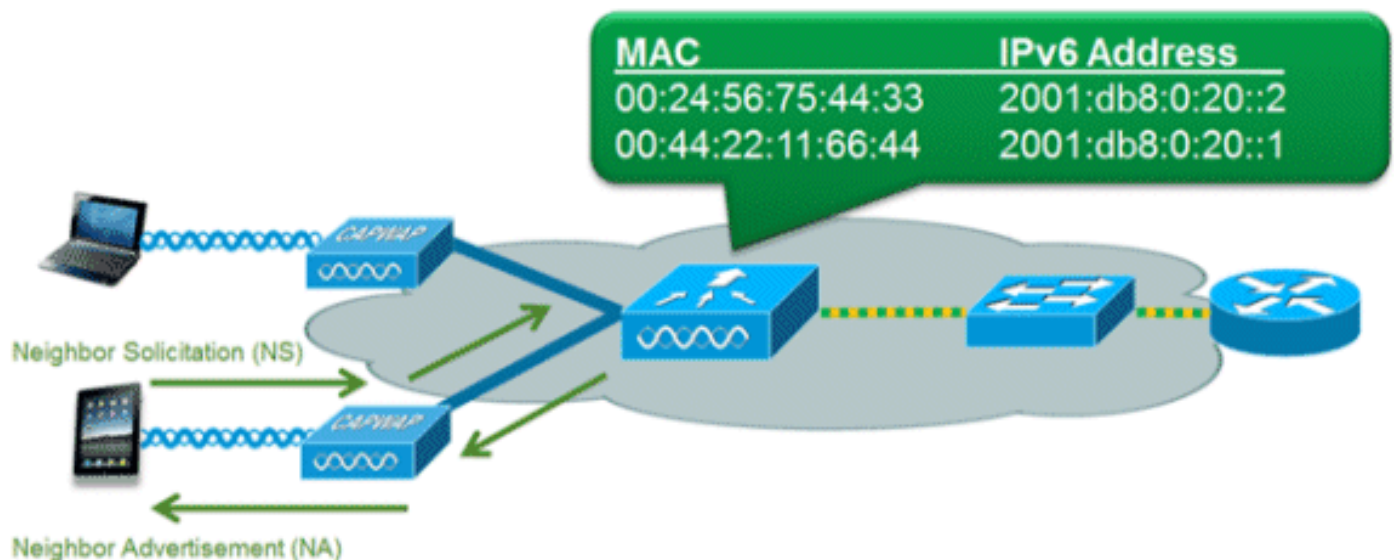 MAC IPv6 Address
00:24:56:75:44:33 2001:db8:0:20::2
00:44:22:11:66:44 2001:db8:0:20::1
CAPWAP
Neighbor Solicitation (NS)
CAPWAP
Neighbor Advertisement (NA)